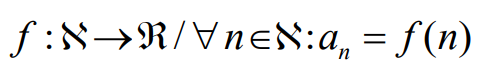 f : ℵ → ℜ / ∀ n ∈ ℵ : aₙ = f(n)